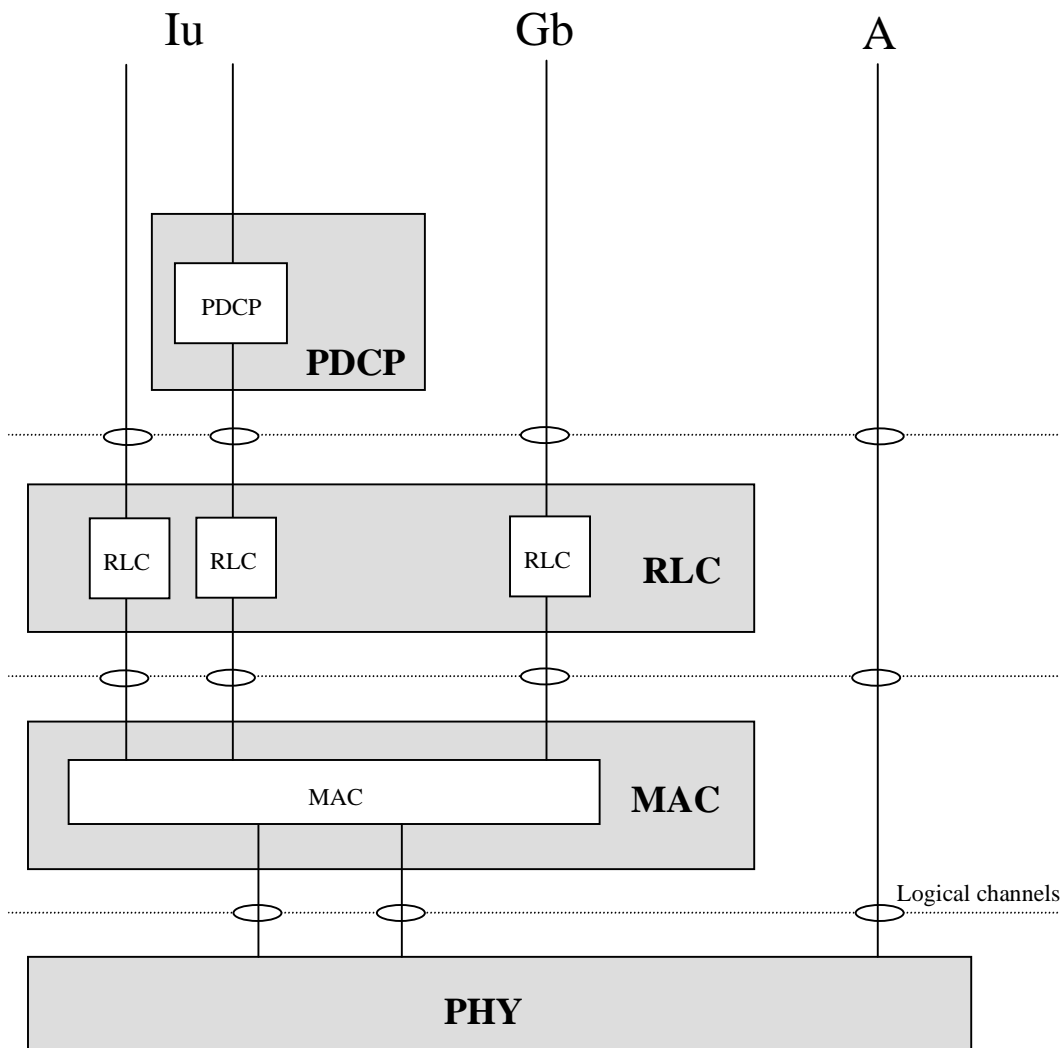 Iu Gb A
PDCP
PDCP
RLC RLC RLC
RLC
MAC
MAC
Logical channels
PHY